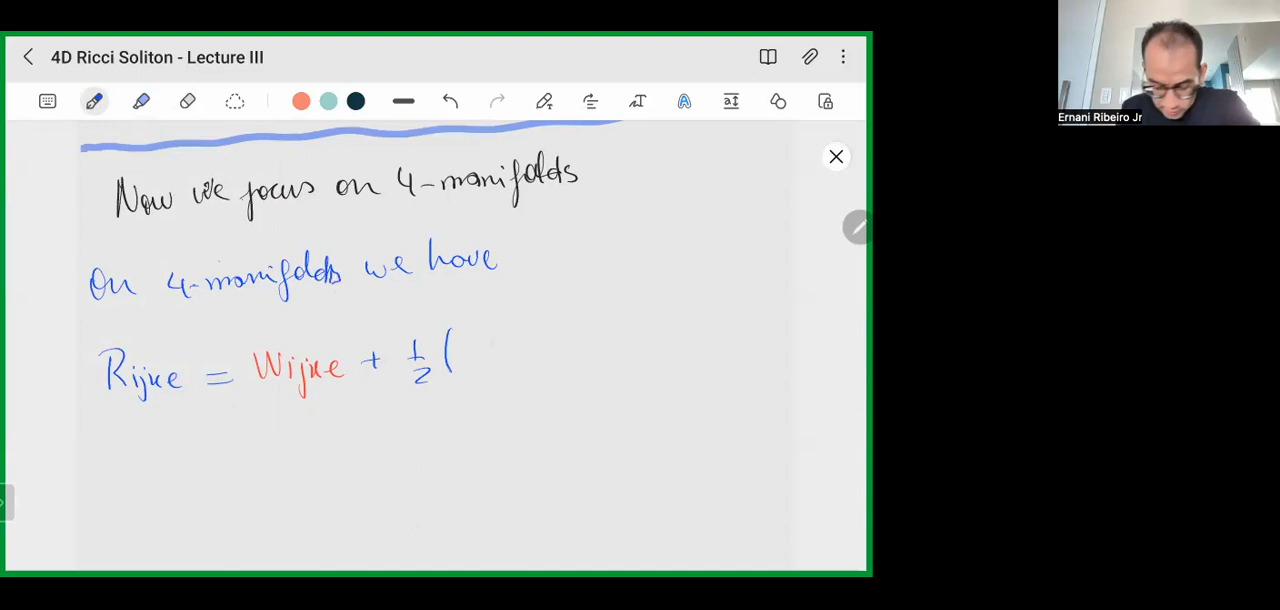 4D Ricci Soliton - Lecture III
Ernani Ribeiro Jr
Now we focus on 4-manifolds
On 4-manifolds we have
Rijkl = Wijkl + 1/2 (